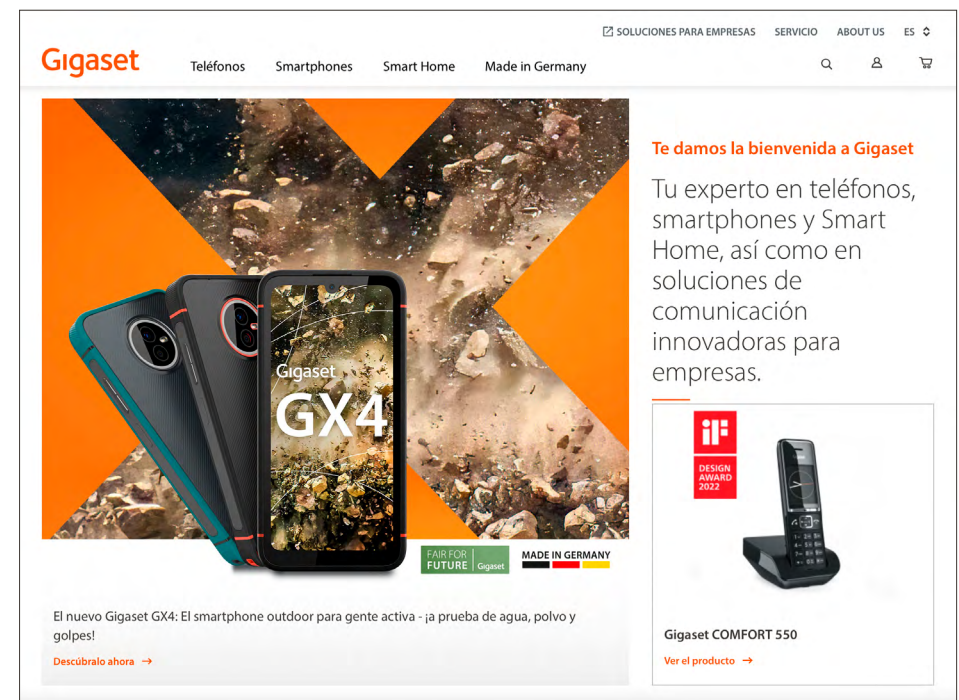 SOLUCIONES PARA EMPRESAS SERVICIO ABOUT US ES
Gigaset Teléfonos Smartphones Smart Home Made in Germany
Te damos la bienvenida a Gigaset
Tu experto en teléfonos,
smartphones y Smart
Home, así como en
soluciones de
comunicación
innovadoras para
empresas.
Gigaset
GX4
FAIR FOR
FUTURE Gigaset
MADE IN GERMANY
El nuevo Gigaset GX4: El smartphone outdoor para gente activa - ¡a prueba de agua, polvo y
golpes!
Descúbralo ahora →
iF
DESIGN
AWARD
2022
Gigaset COMFORT 550
Ver el producto →